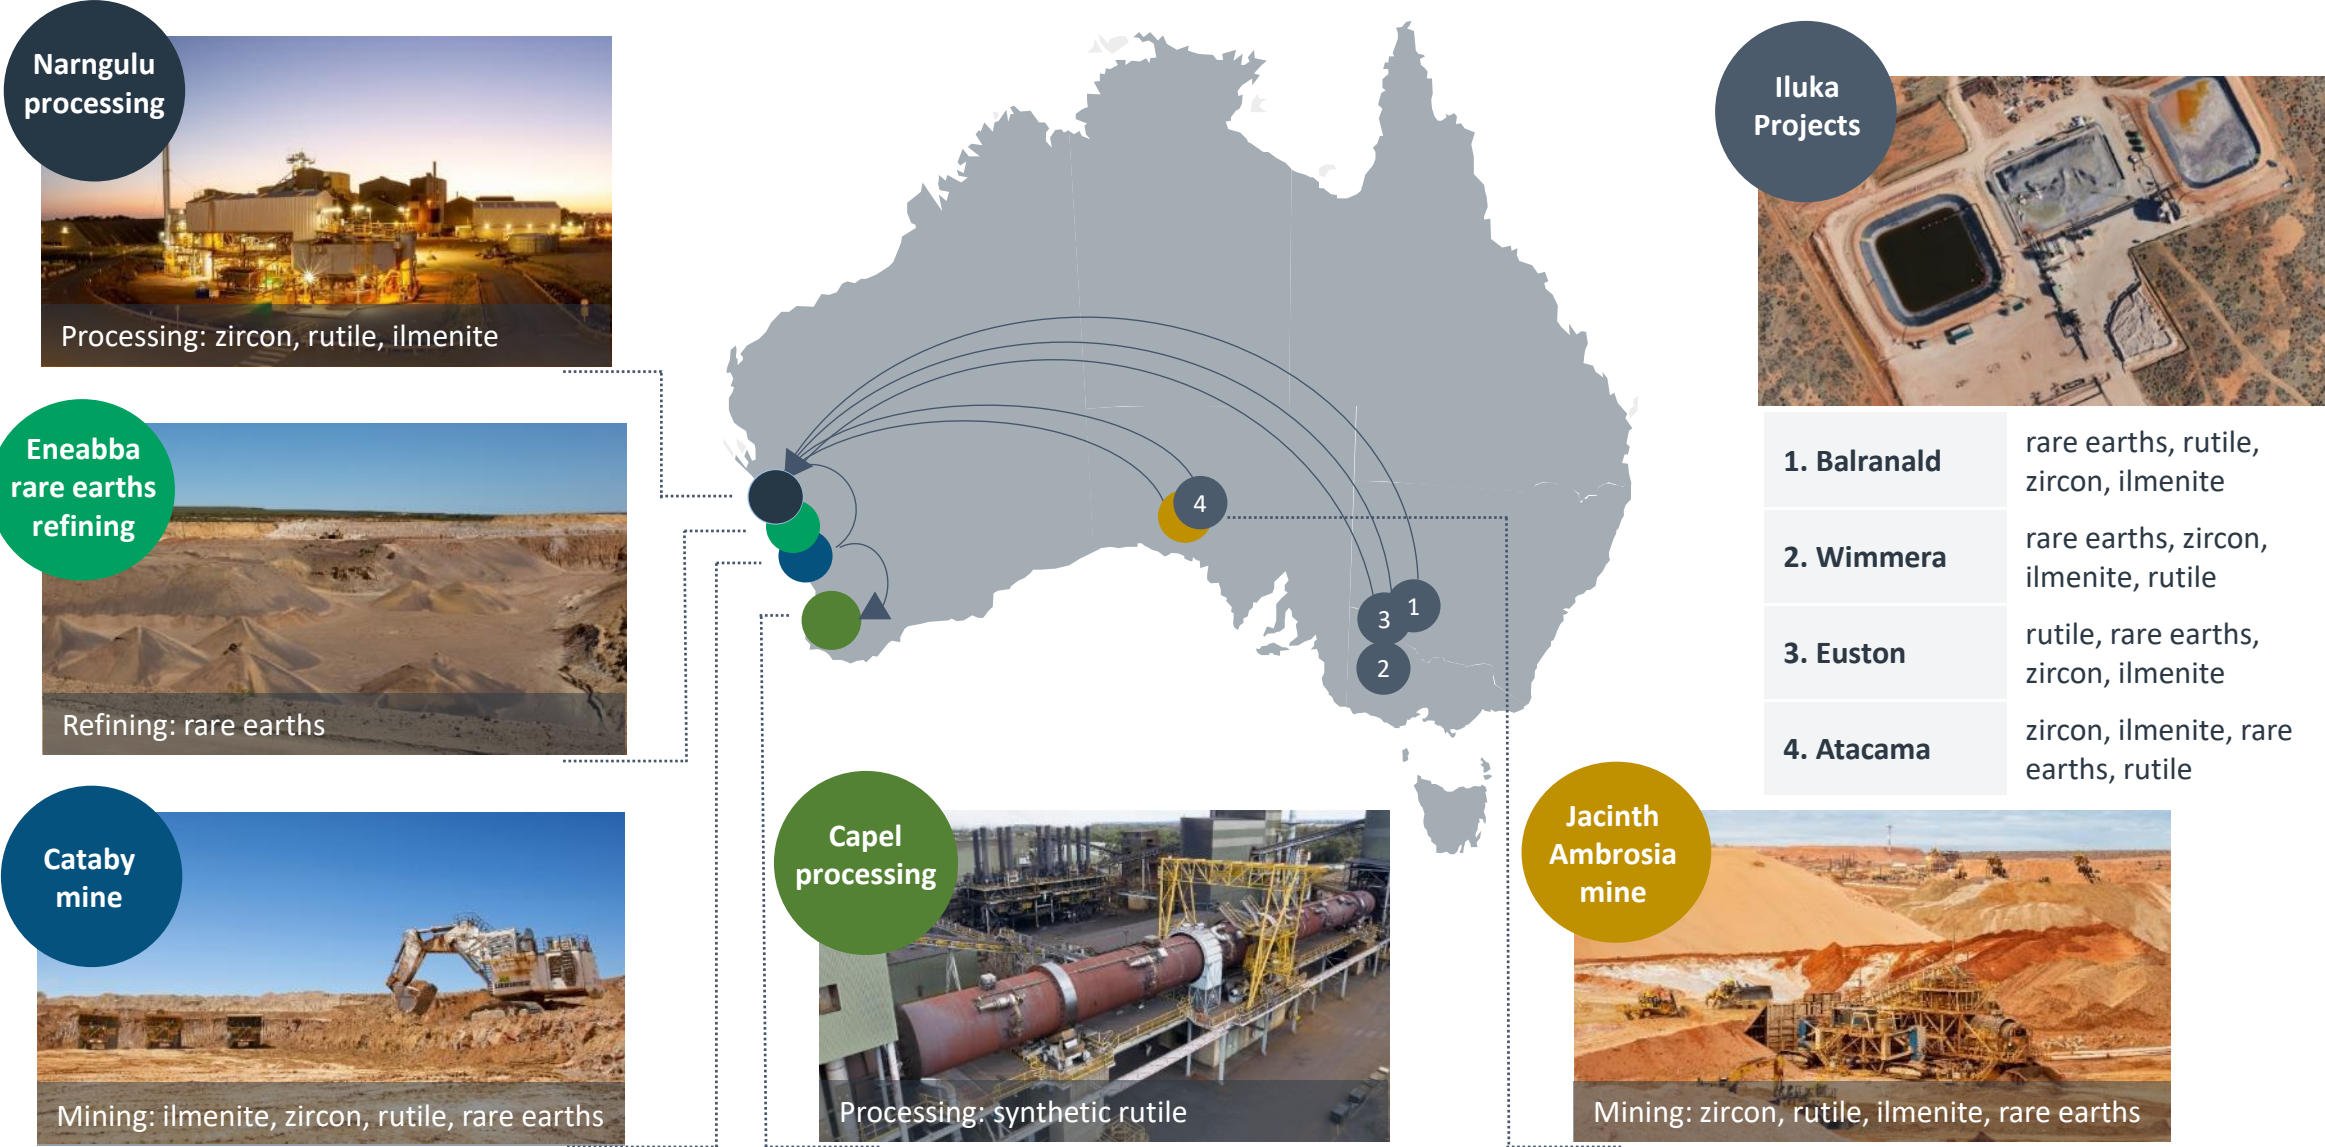 Narngulu
processing
Processing: zircon, rutile, ilmenite
Eneabba
rare earths
refining
Refining: rare earths
Cataby
mine
Mining: ilmenite, zircon, rutile, rare earths
4
1
3
2
Capel
processing
Processing: synthetic rutile
Iluka
Projects
1. Balranald
rare earths, rutile,
zircon, ilmenite
2. Wimmera
rare earths, zircon,
ilmenite, rutile
3. Euston
rutile, rare earths,
zircon, ilmenite
4. Atacama
zircon, ilmenite, rare
earths, rutile
Jacinth
Ambrosia
mine
Mining: zircon, rutile, ilmenite, rare earths